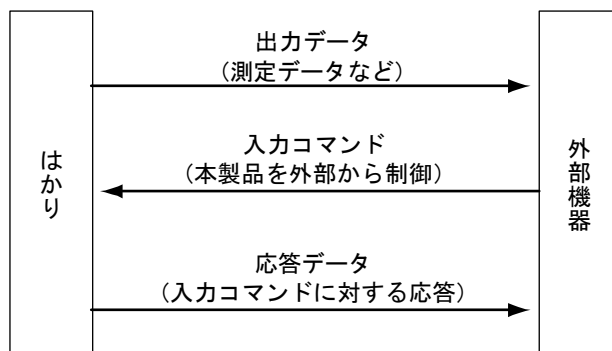 はかり
出力データ
（測定データなど）
入力コマンド
（本製品を外部から制御）
応答データ
（入力コマンドに対する応答）
外部機器